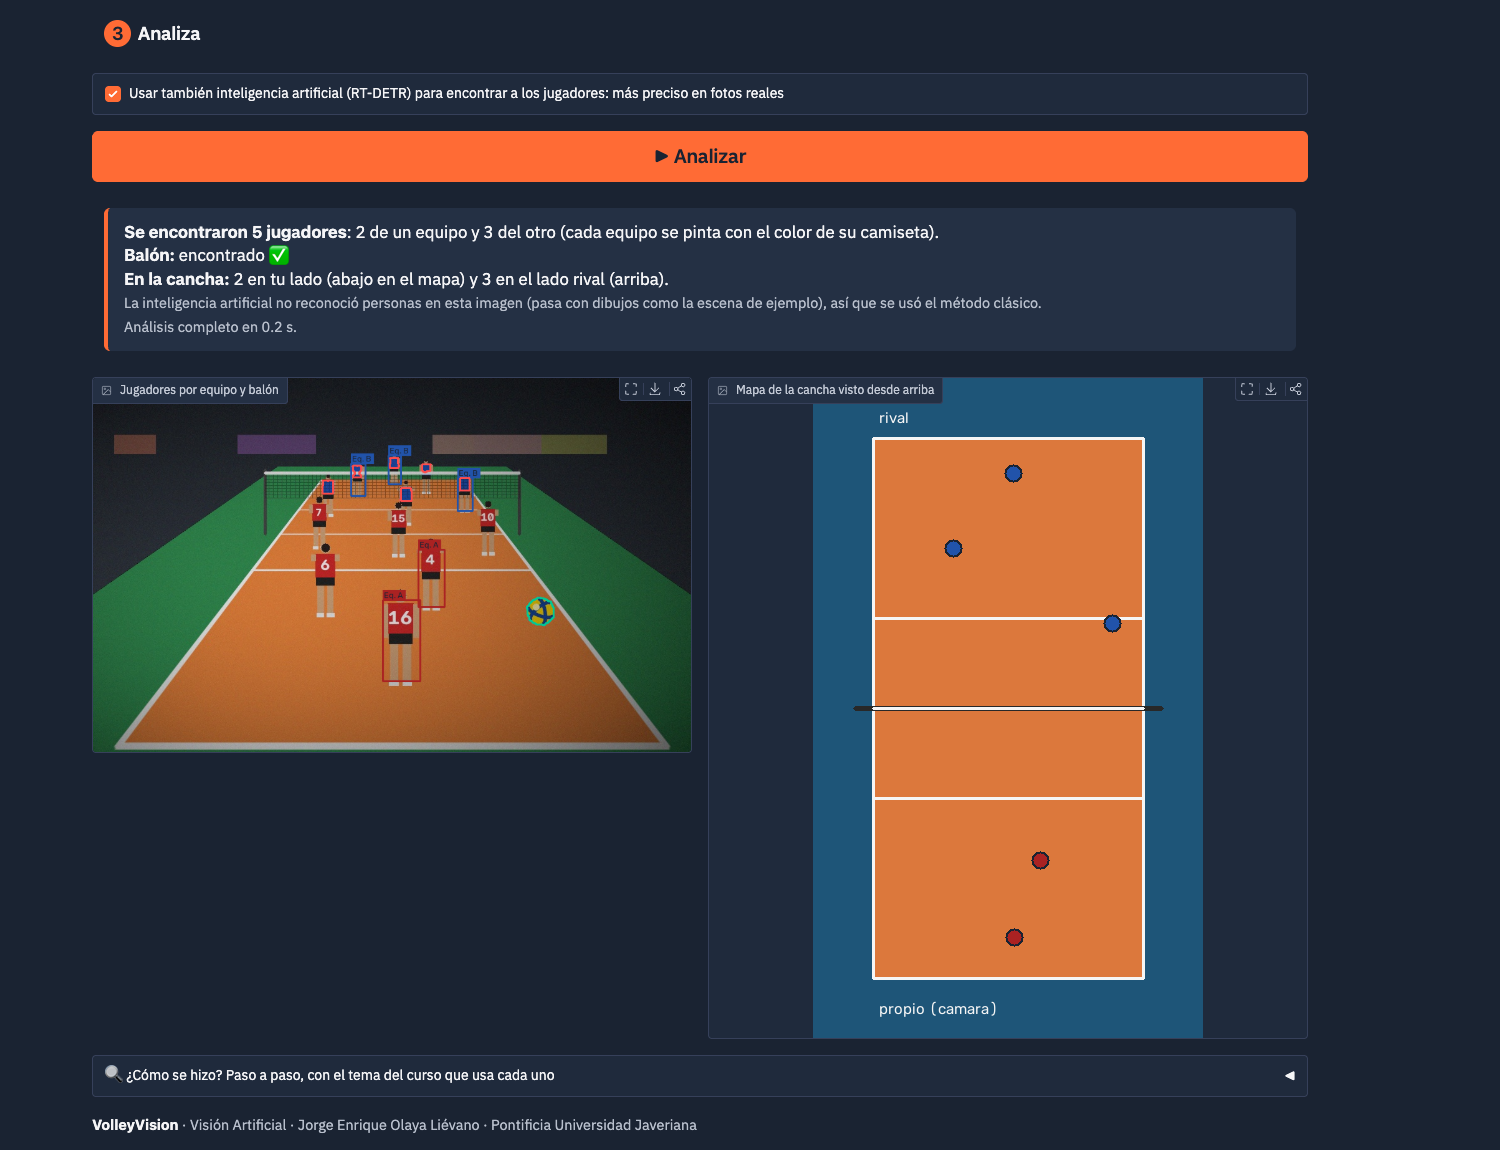 3 Analiza
Usar también inteligencia artificial (RT-DETR) para encontrar a los jugadores: más preciso en fotos reales
▶ Analizar
Se encontraron 5 jugadores: 2 de un equipo y 3 del otro (cada equipo se pinta con el color de su camiseta).
Balón: encontrado ✅
En la cancha: 2 en tu lado (abajo en el mapa) y 3 en el lado rival (arriba).
La inteligencia artificial no reconoció personas en esta imagen (pasa con dibujos como la escena de ejemplo), así que se usó el método clásico.
Análisis completo en 0.2 s.
Jugadores por equipo y balón
Eq. B
Eq. B
Eq. B
7
15
10
Eq. A
4
6
Eq. A
16
Mapa de la cancha visto desde arriba
rival
propio (camara)
🔍 ¿Cómo se hizo? Paso a paso, con el tema del curso que usa cada uno
VolleyVision · Visión Artificial · Jorge Enrique Olaya Liévano · Pontificia Universidad Javeriana